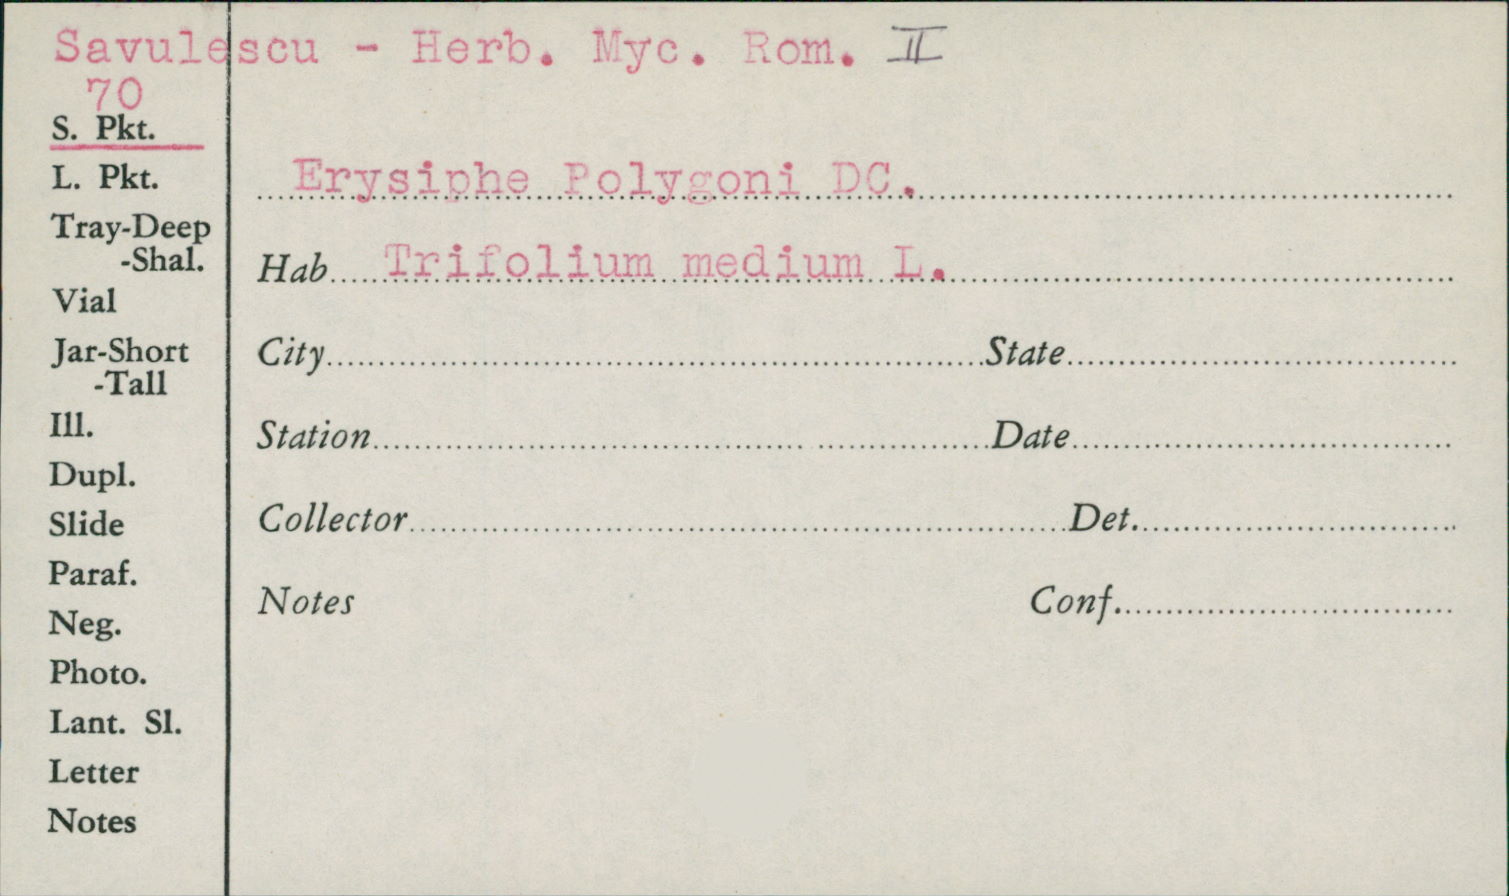 Savulescu - Herb. Myc. Rom. II
70
S. Pkt.
L. Pkt.
Tray-Deep
-Shal.
Vial
Jar-Short
-Tall
Ill.
Dupl.
Slide
Paraf.
Neg.
Photo.
Lant. Sl.
Letter
Notes
Erysiphe Polygoni DC.
Hab. Trifolium medium L.
City State
Station Date
Collector Det.
Notes Conf.